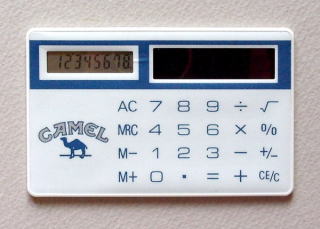 12345678
AC 7 8 9 ÷ √
CAMEL
MRC 4 5 6 × %
M- 1 2 3 − +/−
M+ 0 . = + CE/C